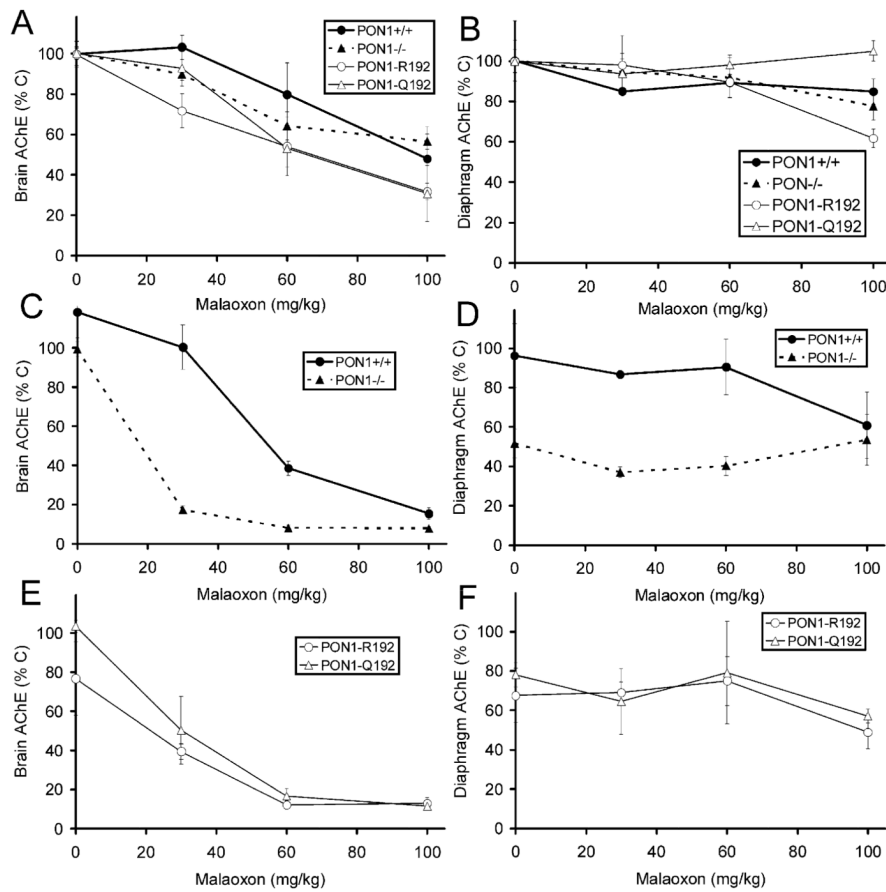 A
Brain AChE (% C)
100
80
60
40
20
0
0 20 40 60 80 100
Malaoxon (mg/kg)
PON1+/+
PON1-/-
PON1-R192
PON1-Q192
B
Diaphragm AChE (% C)
100
80
60
40
20
0
0 20 40 60 80 100
Malaoxon (mg/kg)
PON1+/+
PON-/-
PON1-R192
PON1-Q192
C
Brain AChE (% C)
100
80
60
40
20
0
0 20 40 60 80 100
Malaoxon (mg/kg)
PON1+/+
PON1-/-
D
Diaphragm AChE (% C)
100
80
60
40
20
0
0 20 40 60 80 100
Malaoxon (mg/kg)
PON1+/+
PON1-/-
E
Brain AChE (% C)
100
80
60
40
20
0
0 20 40 60 80 100
Malaoxon (mg/kg)
PON1-R192
PON1-Q192
F
Diaphragm AChE (% C)
100
80
60
40
20
0
0 20 40 60 80 100
Malaoxon (mg/kg)
PON1-R192
PON1-Q192